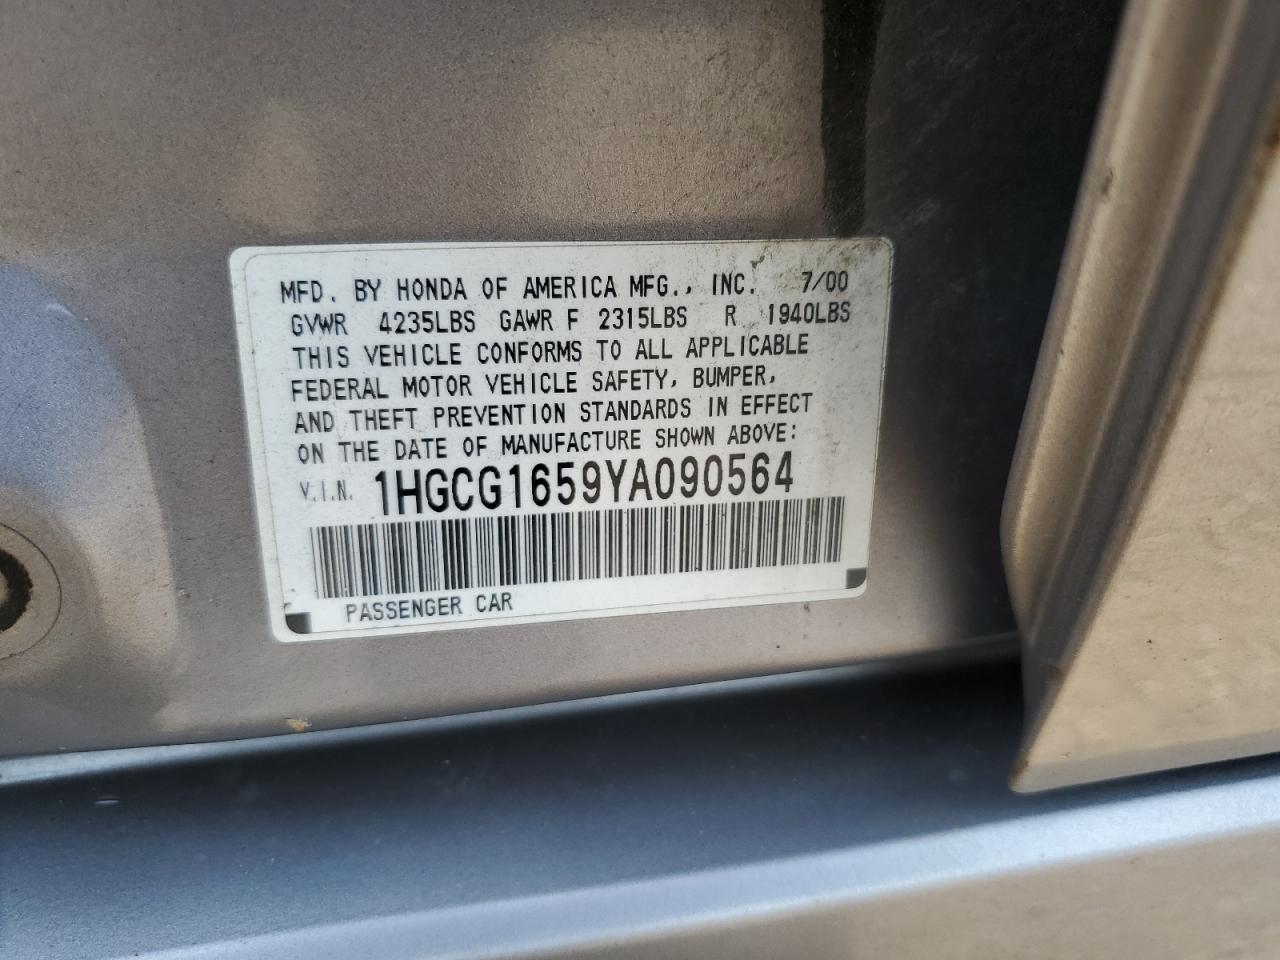 MFD. BY HONDA OF AMERICA MFG., INC. 7/00
GVWR 4235LBS GAWR F 2315LBS R 1940LBS
THIS VEHICLE CONFORMS TO ALL APPLICABLE
FEDERAL MOTOR VEHICLE SAFETY, BUMPER,
AND THEFT PREVENTION STANDARDS IN EFFECT
ON THE DATE OF MANUFACTURE SHOWN ABOVE:
V.I.N. 1HGCG1659YA090564
PASSENGER CAR